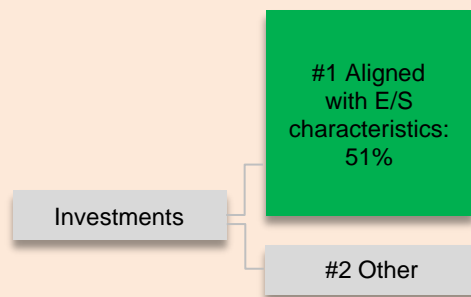 #1 Aligned
with E/S
characteristics:
51%
Investments
#2 Other